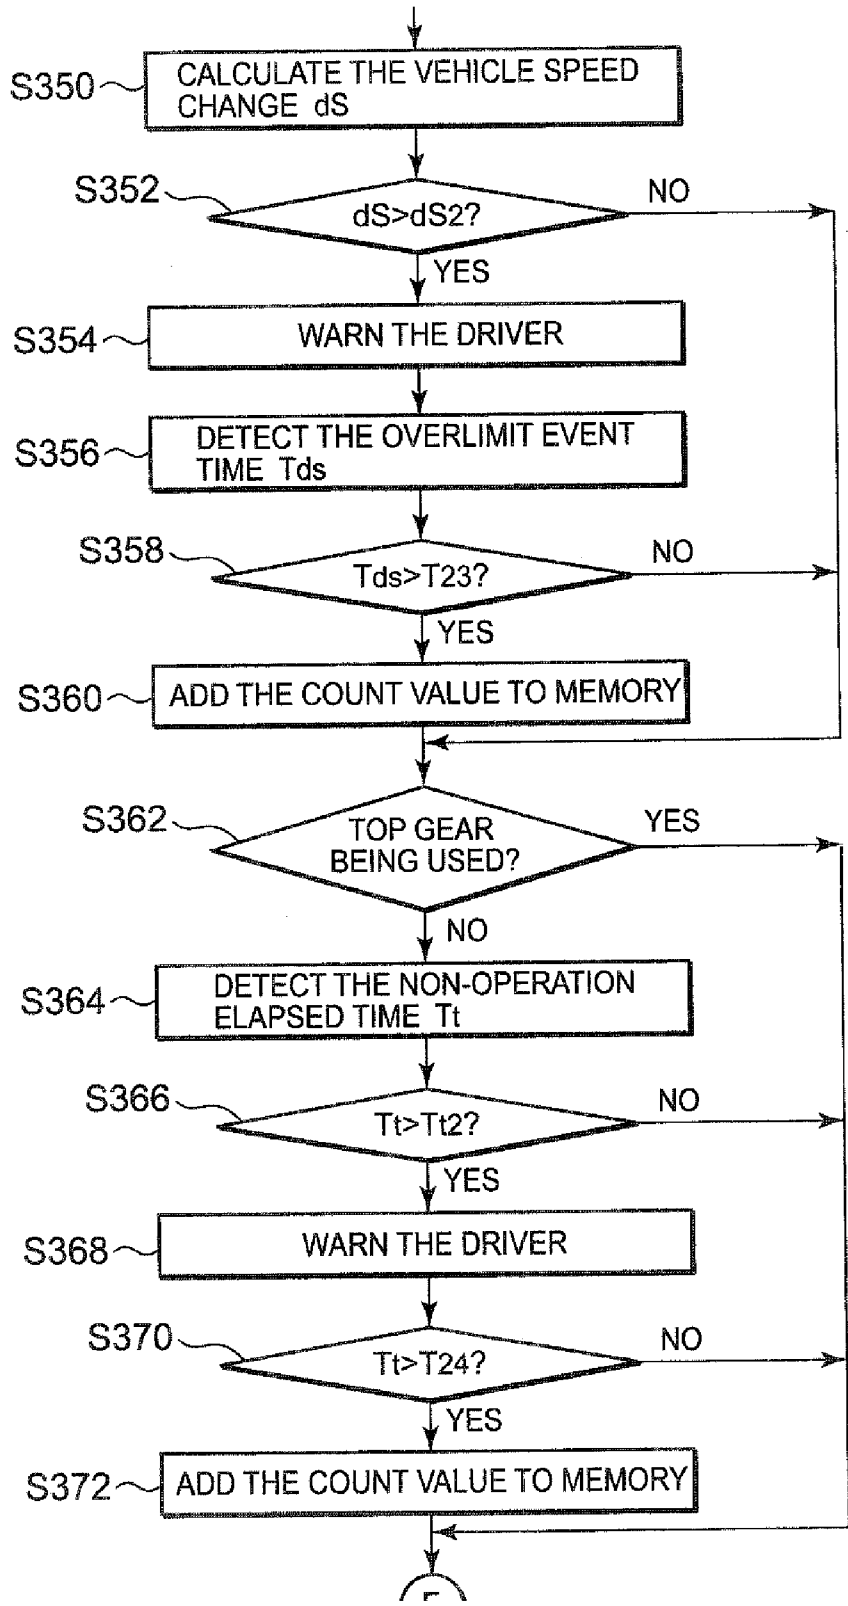 S350
CALCULATE THE VEHICLE SPEED
CHANGE dS
S352
dS>dS2?
NO
YES
S354
WARN THE DRIVER
S356
DETECT THE OVERLIMIT EVENT
TIME Tds
S358
Tds>T23?
NO
YES
S360
ADD THE COUNT VALUE TO MEMORY
S362
TOP GEAR
BEING USED?
YES
NO
S364
DETECT THE NON-OPERATION
ELAPSED TIME Tt
S366
Tt>Tt2?
NO
YES
S368
WARN THE DRIVER
S370
Tt>T24?
NO
YES
S372
ADD THE COUNT VALUE TO MEMORY